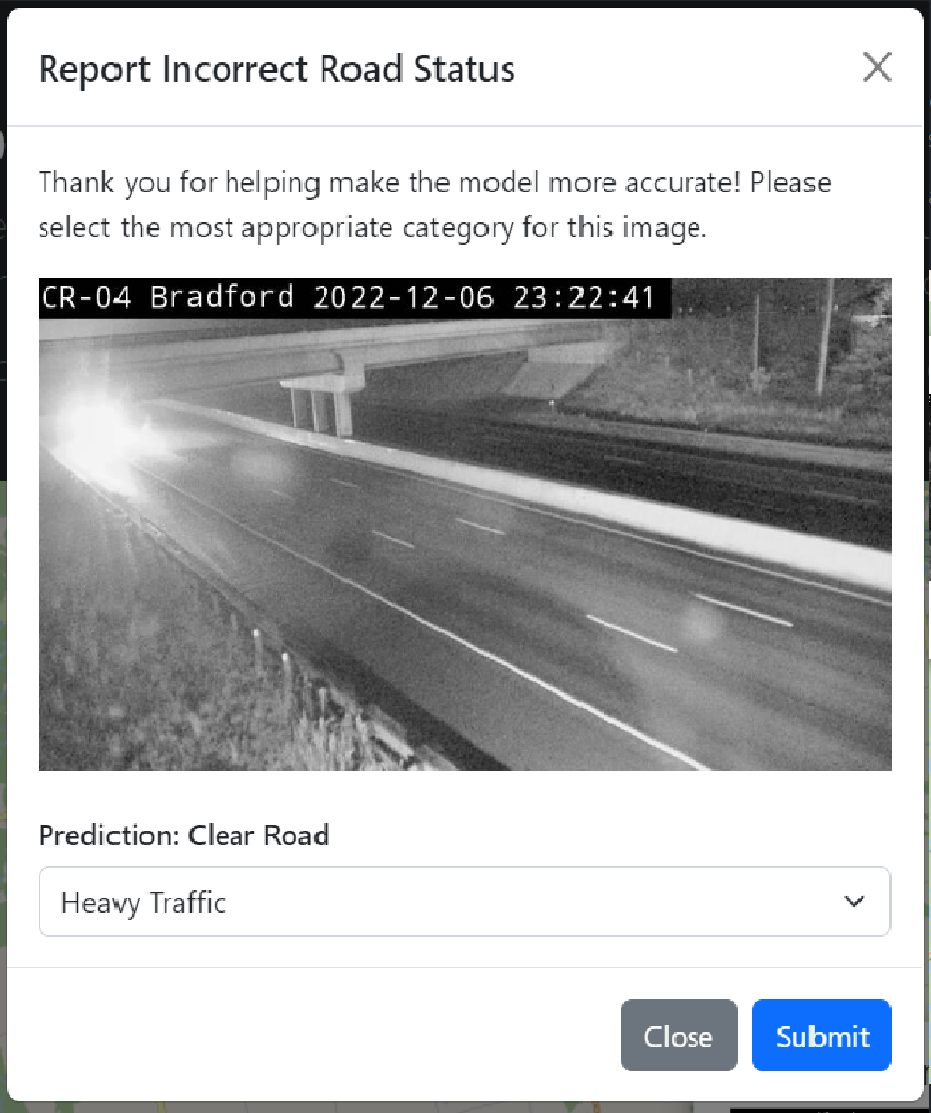 Report Incorrect Road Status
Thank you for helping make the model more accurate! Please
select the most appropriate category for this image.
CR-04 Bradford 2022-12-06 23:22:41
Prediction: Clear Road
Heavy Traffic
Close
Submit